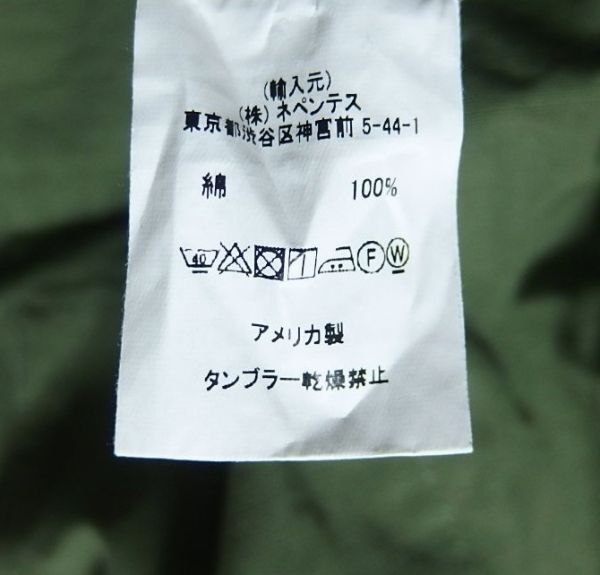 (輸入元)
(株) ネペンテス
東京都渋谷区神宮前 5-44-1
綿 100%
40 F W
アメリカ製
タンブラー乾燥禁止